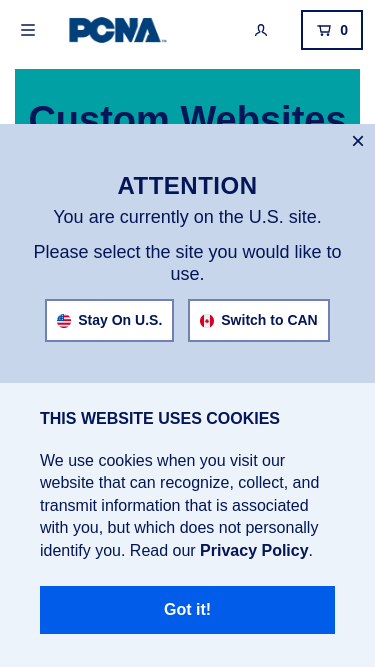 PCNA
0
Custom Websites
ATTENTION
You are currently on the U.S. site.
Please select the site you would like to
use.
Stay On U.S.
Switch to CAN
THIS WEBSITE USES COOKIES
We use cookies when you visit our
website that can recognize, collect, and
transmit information that is associated
with you, but which does not personally
identify you. Read our Privacy Policy.
Got it!